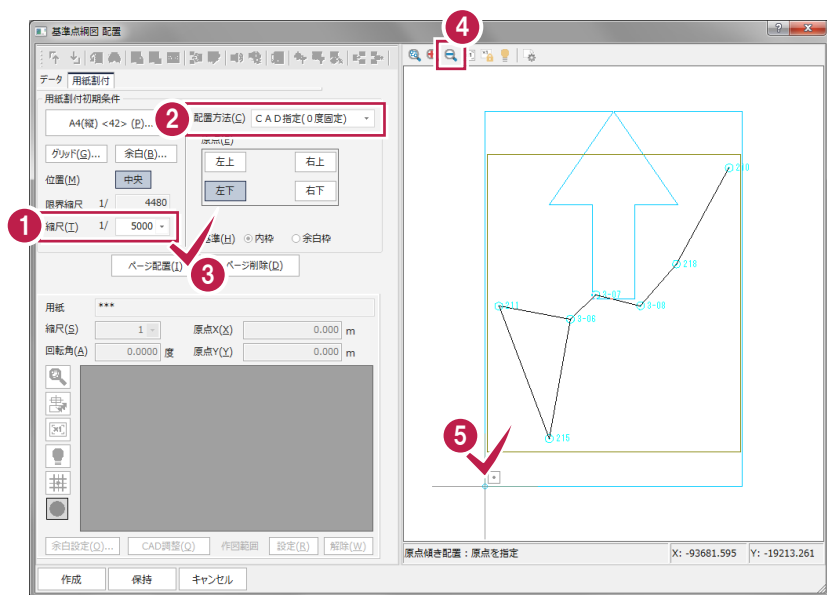 基準点網図 配置
データ 用紙割付
用紙割付初期条件
A4(縦) <42> (P)...
配置方法(C) CAD指定(0度固定)
原点(E)
グリッド(G)... 余白(B)...
左上 右上
位置(M) 中央
左下 右下
限界縮尺 1/ 4480
縮尺(T) 1/ 5000
基準(H) 内枠 余白枠
ページ配置(I) ページ削除(D)
用紙 ***
縮尺(S) 1 原点X(X) 0.000 m
回転角(A) 0.0000 度 原点Y(Y) 0.000 m
余白設定(O)... CAD調整(Q) 作図範囲 設定(R) 解除(W)
作成 保持 キャンセル
1
2
3
4
5
218
3-07
211
3-06
215
原点傾き配置：原点を指定 X: -93681.595 Y: -19213.261